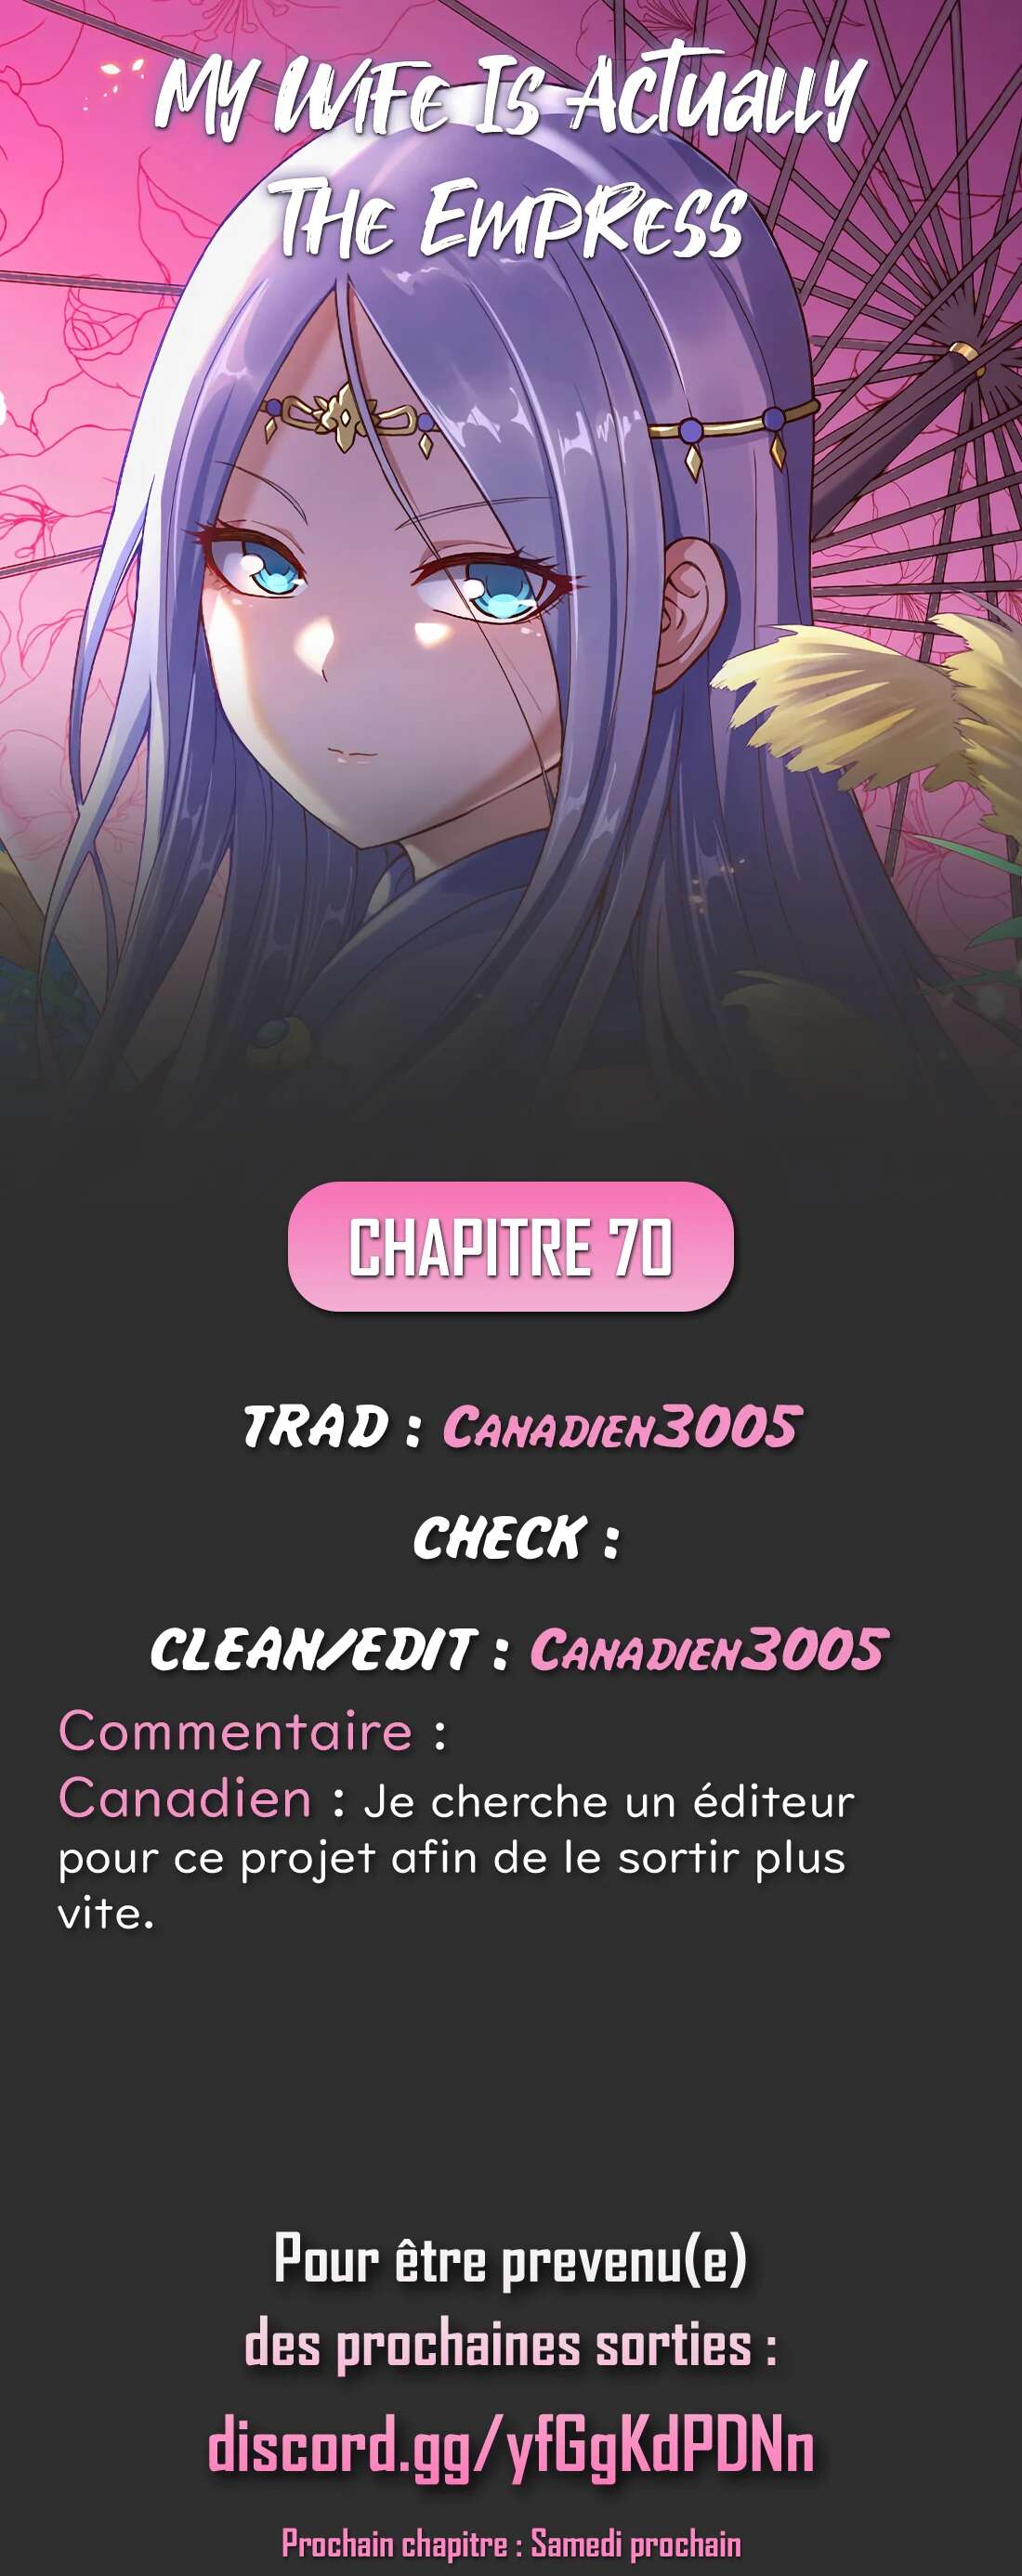 My Wife Is Actually
The Empress
CHAPITRE 70
TRAD : Canadien3005
CHECK :
CLEAN/EDIT : Canadien3005
Commentaire :
Canadien : Je cherche un éditeur
pour ce projet afin de le sortir plus
vite.
Pour être prevenu(e)
des prochaines sorties :
discord.gg/yfGgKdPDNn
Prochain chapitre : Samedi prochain